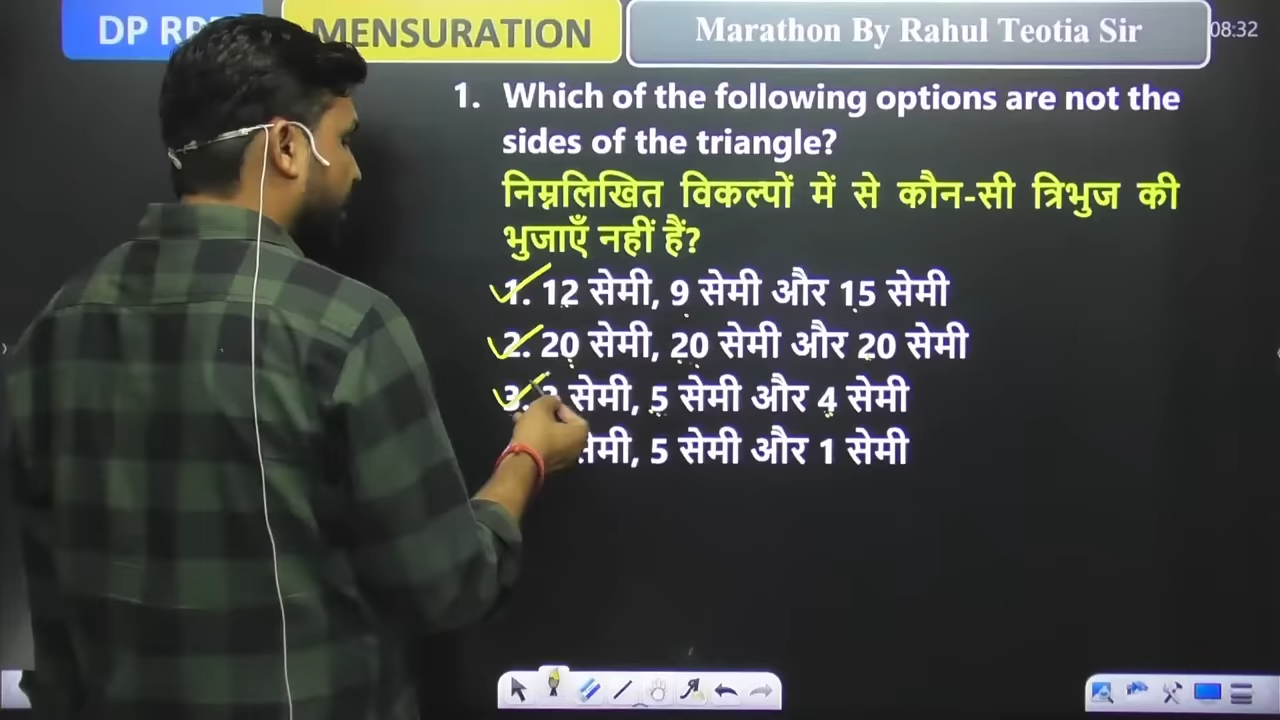 DP
MENSURATION
Marathon By Rahul Teotia Sir
08:32
1. Which of the following options are not the
sides of the triangle?
निम्नलिखित विकल्पों में से कौन-सी त्रिभुज की
भुजाएँ नहीं हैं?
1. 12 सेमी, 9 सेमी और 15 सेमी
2. 20 सेमी, 20 सेमी और 20 सेमी
3. सेमी, 5 सेमी और 4 सेमी
सेमी, 5 सेमी और 1 सेमी